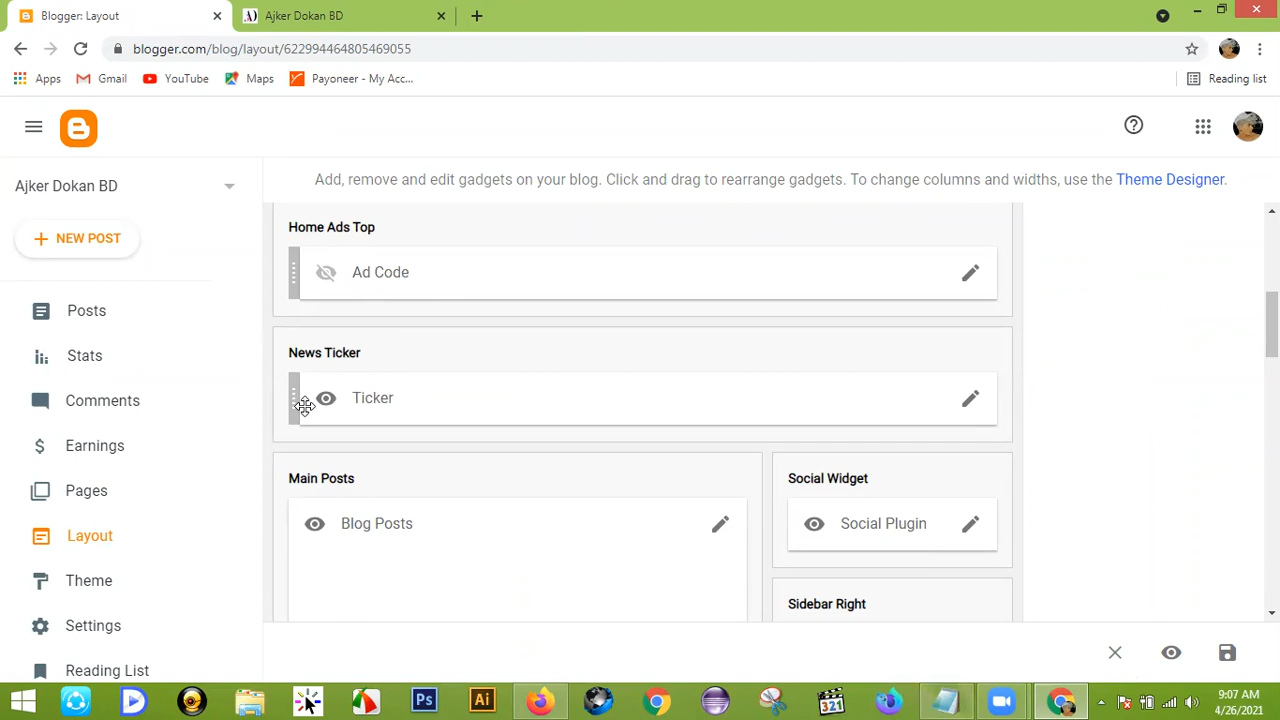 Blogger: Layout
Ajker Dokan BD
blogger.com/blog/layout/622994464805469055
Apps
Gmail
YouTube
Maps
Payoneer - My Acc...
Reading list
Ajker Dokan BD
Add, remove and edit gadgets on your blog. Click and drag to rearrange gadgets. To change columns and widths, use the Theme Designer.
NEW POST
Posts
Stats
Comments
Earnings
Pages
Layout
Theme
Settings
Reading List
Home Ads Top
Ad Code
News Ticker
Ticker
Main Posts
Blog Posts
Social Widget
Social Plugin
Sidebar Right
Ps
Ai
321
9:07 AM
4/26/2021